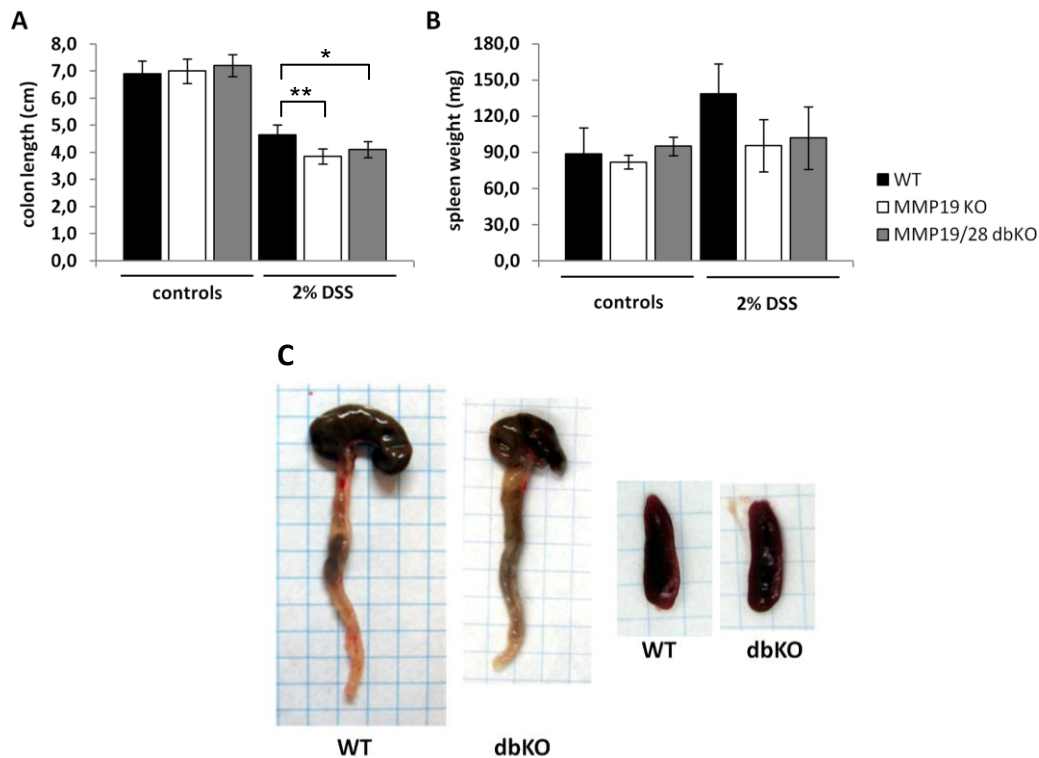 A
8,0
7,0
6,0
5,0
4,0
3,0
2,0
1,0
0,0
colon length (cm)
*
**
controls
2% DSS
B
180,0
150,0
120,0
90,0
60,0
30,0
0,0
spleen weight (mg)
controls
2% DSS
WT
MMP19 KO
MMP19/28 dbKO
C
WT
dbKO
WT
dbKO